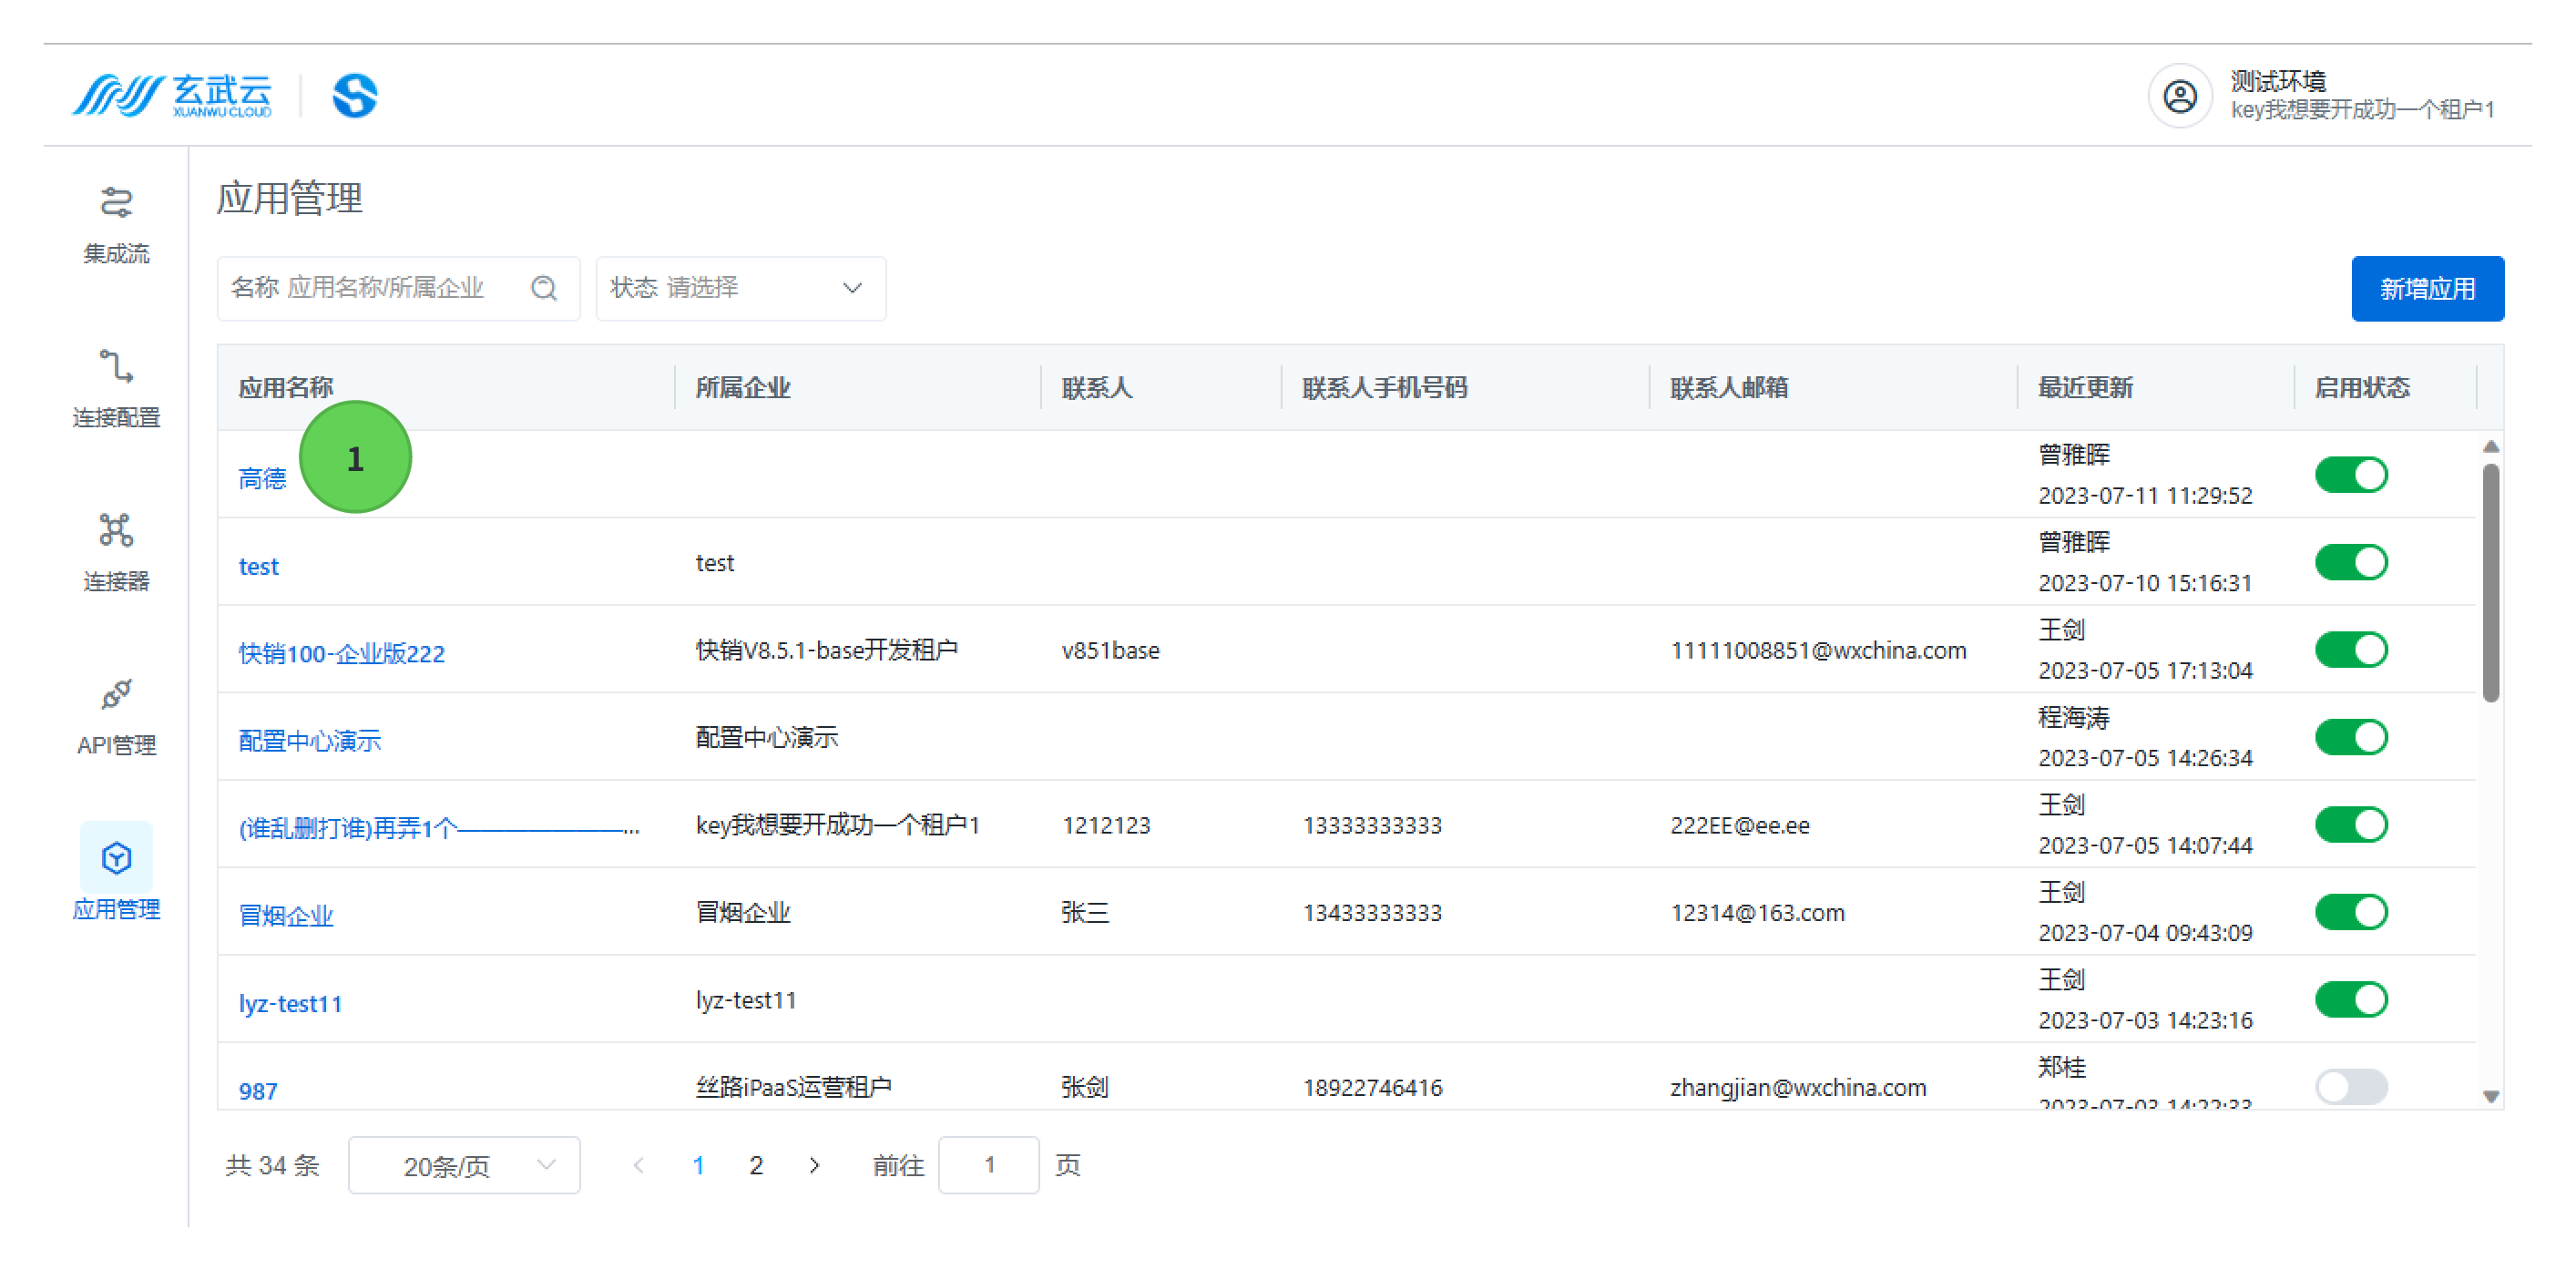 玄武云
XUANWU CLOUD
测试环境
key我想要开成功一个租户1
集成流
连接配置
连接器
API管理
应用管理
应用管理
名称 应用名称/所属企业
状态 请选择
新增应用
应用名称 所属企业 联系人 联系人手机号码 联系人邮箱 最近更新 启用状态
1
高德 曾雅晖
2023-07-11 11:29:52
test test 曾雅晖
2023-07-10 15:16:31
快销100-企业版222 快销V8.5.1-base开发租户 v851base 11111008851@wxchina.com 王剑
2023-07-05 17:13:04
配置中心演示 配置中心演示 程海涛
2023-07-05 14:26:34
(谁乱删打谁)再弄1个———————... key我想要开成功一个租户1 1212123 13333333333 222EE@ee.ee 王剑
2023-07-05 14:07:44
冒烟企业 冒烟企业 张三 13433333333 12314@163.com 王剑
2023-07-04 09:43:09
lyz-test11 lyz-test11 王剑
2023-07-03 14:23:16
987 丝路iPaaS运营租户 张剑 18922746416 zhangjian@wxchina.com 郑桂
2023-07-03 14:22:33
共 34 条 20条/页 1 2 前往 1 页